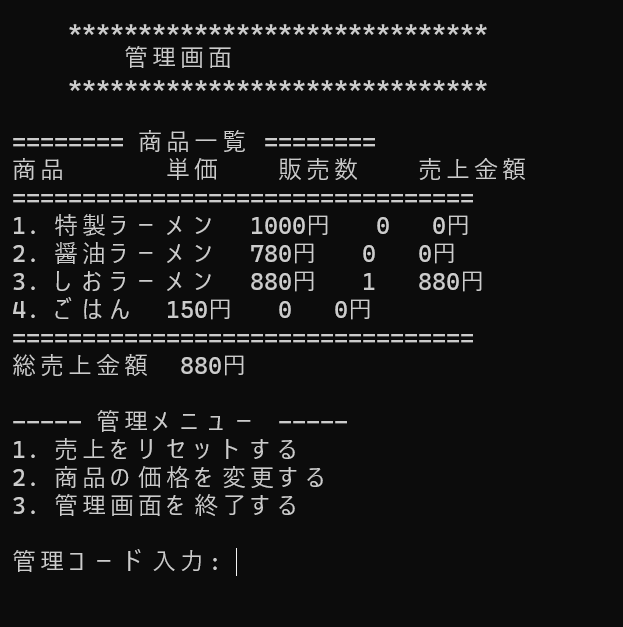 ******************************
管理画面
******************************
======== 商品一覧 ========
商品 単価 販売数 売上金額
=================================
1. 特製ラーメン 1000円 0 0円
2. 醤油ラーメン 780円 0 0円
3. しおラーメン 880円 1 880円
4. ごはん 150円 0 0円
=================================
総売上金額 880円
----- 管理メニュー -----
1. 売上をリセットする
2. 商品の価格を変更する
3. 管理画面を終了する
管理コード入力: